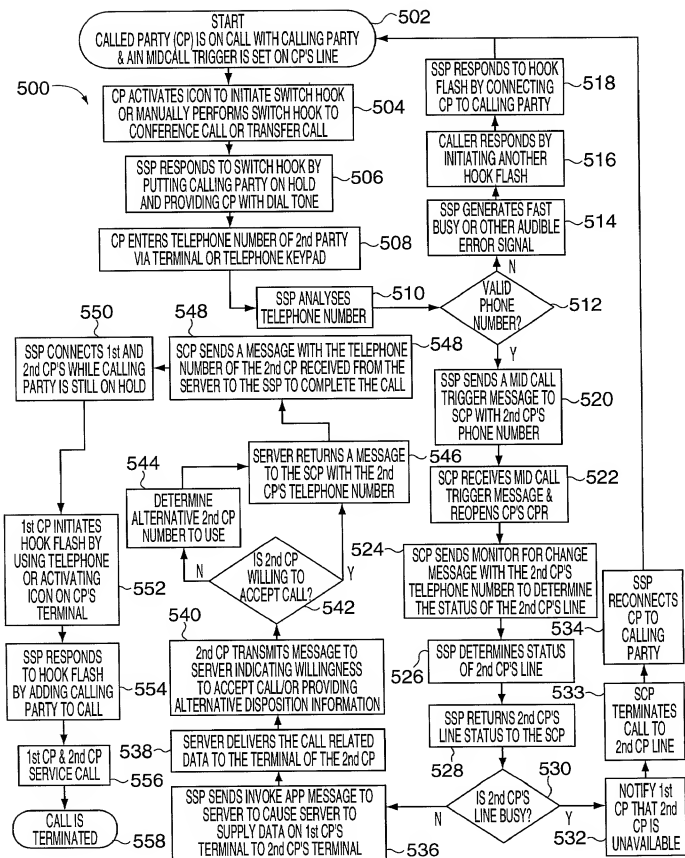 START
CALLED PARTY (CP) IS ON CALL WITH CALLING PARTY
& AIN MIDCALL TRIGGER IS SET ON CP'S LINE
502
500
CP ACTIVATES ICON TO INITIATE SWITCH HOOK
OR MANUALLY PERFORMS SWITCH HOOK TO
CONFERENCE CALL OR TRANSFER CALL
504
SSP RESPONDS TO SWITCH HOOK BY
PUTTING CALLING PARTY ON HOLD
AND PROVIDING CP WITH DIAL TONE
506
CP ENTERS TELEPHONE NUMBER OF 2nd PARTY
VIA TERMINAL OR TELEPHONE KEYPAD
508
SSP ANALYSES
TELEPHONE NUMBER
510
VALID
PHONE
NUMBER?
512
N
Y
SSP GENERATES FAST
BUSY OR OTHER AUDIBLE
ERROR SIGNAL
514
CALLER RESPONDS BY
INITIATING ANOTHER
HOOK FLASH
516
SSP RESPONDS TO HOOK
FLASH BY CONNECTING
CP TO CALLING PARTY
518
SSP SENDS A MID CALL
TRIGGER MESSAGE TO
SCP WITH 2nd CP'S
PHONE NUMBER
520
SCP RECEIVES MID CALL
TRIGGER MESSAGE &
REOPENS CP'S CPR
522
524
SCP SENDS MONITOR FOR CHANGE
MESSAGE WITH THE 2nd CP'S
TELEPHONE NUMBER TO DETERMINE
THE STATUS OF THE 2nd CP'S LINE
SSP DETERMINES STATUS
OF 2nd CP'S LINE
526
SSP RETURNS 2nd CP'S
LINE STATUS TO THE SCP
528
IS 2nd CP'S
LINE BUSY?
530
N
Y
NOTIFY 1st
CP THAT 2nd
CP IS
UNAVAILABLE
532
533
SCP
TERMINATES
CALL TO
2nd CP LINE
SSP
RECONNECTS
CP TO
CALLING
PARTY
534
SSP SENDS INVOKE APP MESSAGE TO
SERVER TO CAUSE SERVER TO
SUPPLY DATA ON 1st CP'S
TERMINAL TO 2nd CP'S TERMINAL
536
538
SERVER DELIVERS THE CALL RELATED
DATA TO THE TERMINAL OF THE 2nd CP
540
2nd CP TRANSMITS MESSAGE TO
SERVER INDICATING WILLINGNESS
TO ACCEPT CALL/OR PROVIDING
ALTERNATIVE DISPOSITION INFORMATION
IS 2nd CP
WILLING TO
ACCEPT CALL?
542
N
Y
544
DETERMINE
ALTERNATIVE 2nd CP
NUMBER TO USE
SERVER RETURNS A MESSAGE
TO THE SCP WITH THE 2nd
CP'S TELEPHONE NUMBER
546
548
SCP SENDS A MESSAGE WITH THE TELEPHONE
NUMBER OF THE 2nd CP RECEIVED FROM THE
SERVER TO THE SSP TO COMPLETE THE CALL
548
550
SSP CONNECTS 1st AND
2nd CP'S WHILE CALLING
PARTY IS STILL ON HOLD
1st CP INITIATES
HOOK FLASH BY
USING TELEPHONE
OR ACTIVATING
ICON ON CP'S
TERMINAL
552
SSP RESPONDS
TO HOOK FLASH
BY ADDING CALLING
PARTY TO CALL
554
1st CP & 2nd CP
SERVICE CALL
556
CALL IS
TERMINATED
558